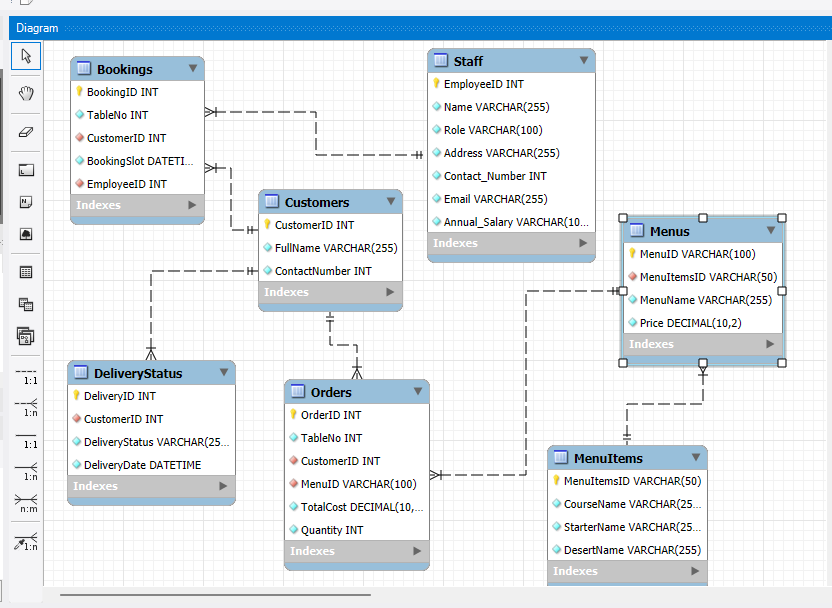 Diagram
1:1
1:n
1:1
1:n
n:m
1:n
Bookings
BookingID INT
TableNo INT
CustomerID INT
BookingSlot DATETI...
EmployeeID INT
Indexes
Staff
EmployeeID INT
Name VARCHAR(255)
Role VARCHAR(100)
Address VARCHAR(255)
Contact_Number INT
Email VARCHAR(255)
Annual_Salary VARCHAR(10...
Indexes
Customers
CustomerID INT
FullName VARCHAR(255)
ContactNumber INT
Indexes
Menus
MenuID VARCHAR(100)
MenuItemsID VARCHAR(50)
MenuName VARCHAR(255)
Price DECIMAL(10,2)
Indexes
DeliveryStatus
DeliveryID INT
CustomerID INT
DeliveryStatus VARCHAR(25...
DeliveryDate DATETIME
Indexes
Orders
OrderID INT
TableNo INT
CustomerID INT
MenuID VARCHAR(100)
TotalCost DECIMAL(10,...
Quantity INT
Indexes
MenuItems
MenuItemsID VARCHAR(50)
CourseName VARCHAR(25...
StarterName VARCHAR(25...
DesertName VARCHAR(255)
Indexes